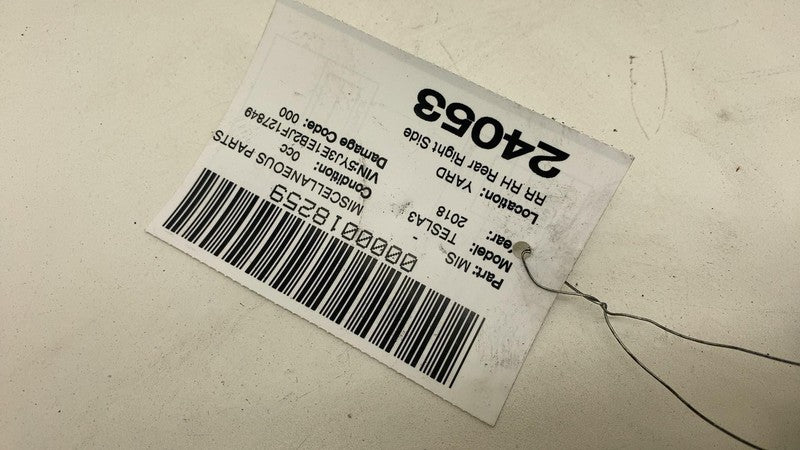 0000018259
Part: MIS MISCELLANEOUS PARTS
Model: TESLA3 Condition: 0cc
Year: 2018 VIN:5YJ3E1EB2JF127849
Location: YARD Damage Code: 000
RR RH Rear Right Side
24053